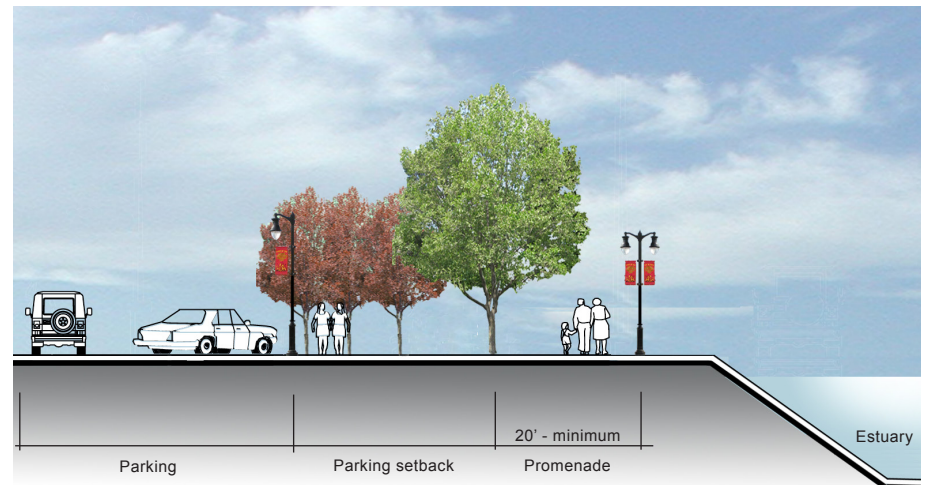 20’ - minimum
Estuary
Parking
Parking setback
Promenade